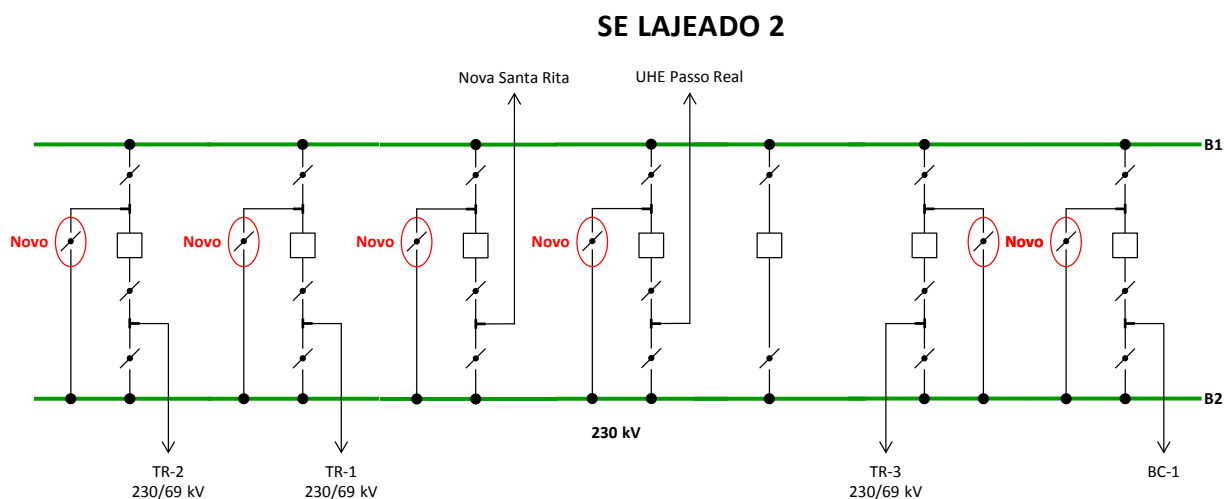 SE LAJEADO 2
Nova Santa Rita
UHE Passo Real
B1
Novo
Novo
Novo
Novo
Novo
B2
230 kV
TR-2
230/69 kV
TR-1
230/69 kV
TR-3
230/69 kV
BC-1